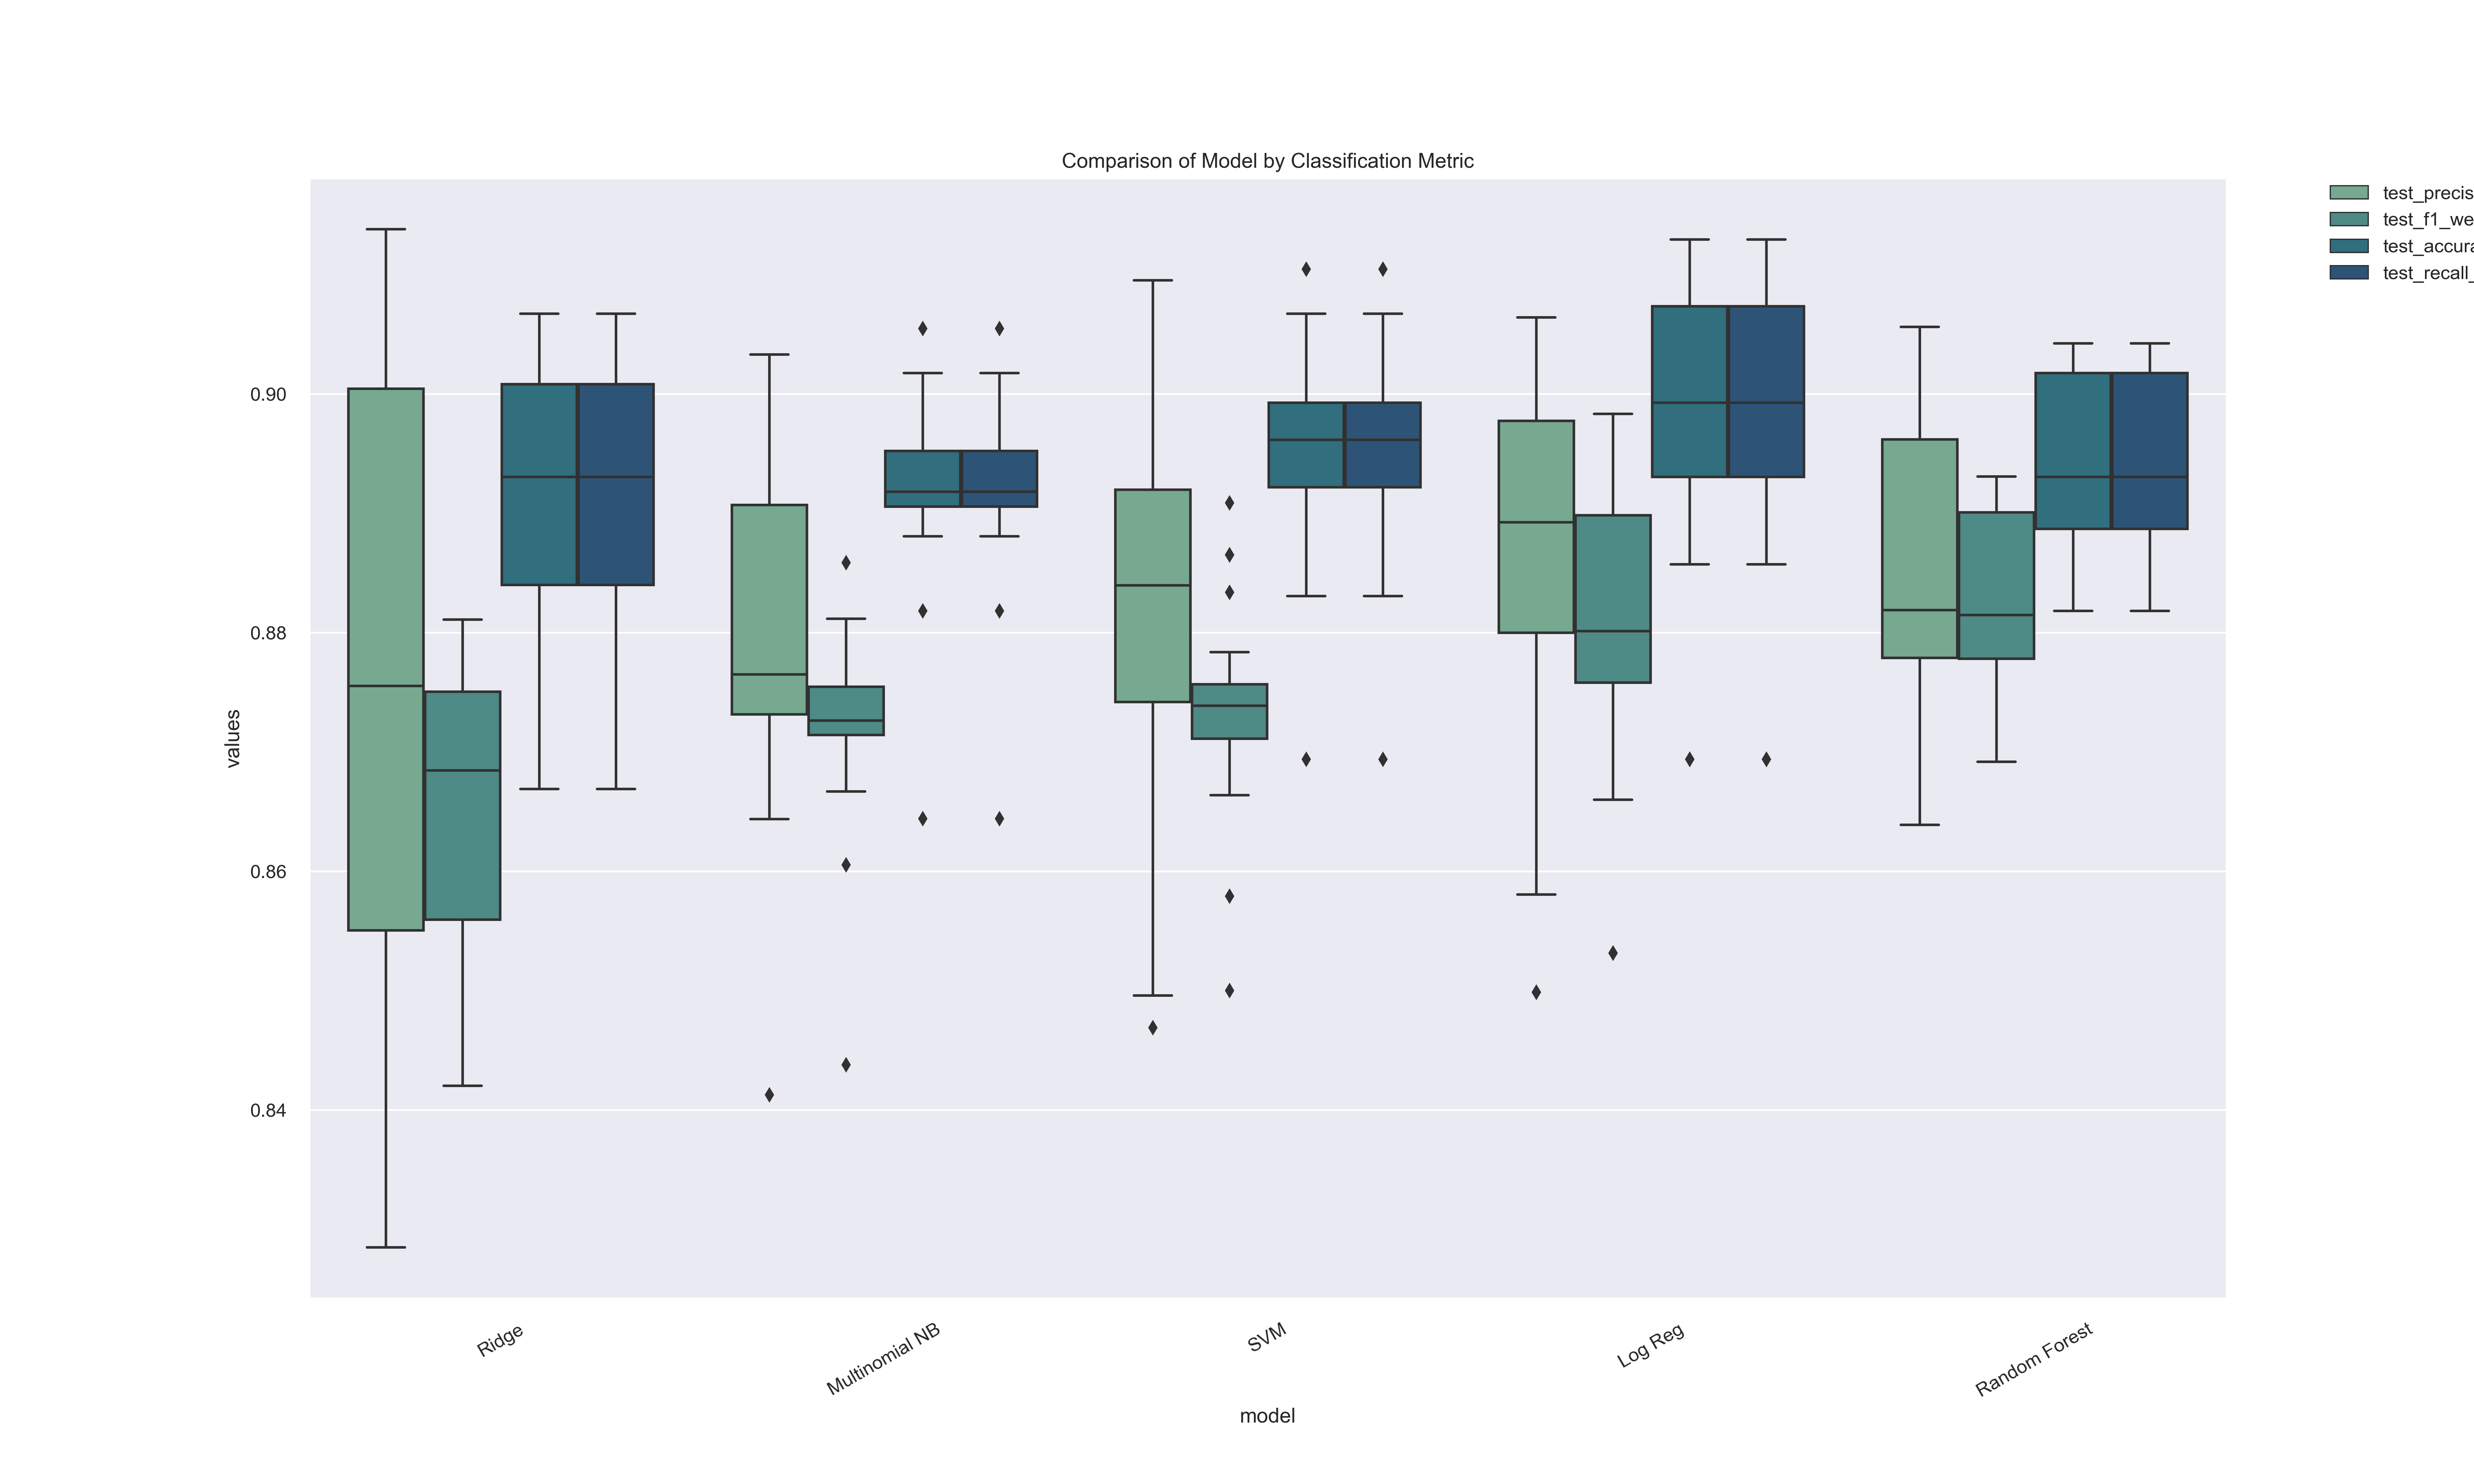 Comparison of Model by Classification Metric
test_precis
test_f1_we
test_accura
test_recall_
0.90
0.88
0.86
0.84
values
Ridge
Multinomial NB
SVM
Log Reg
Random Forest
model